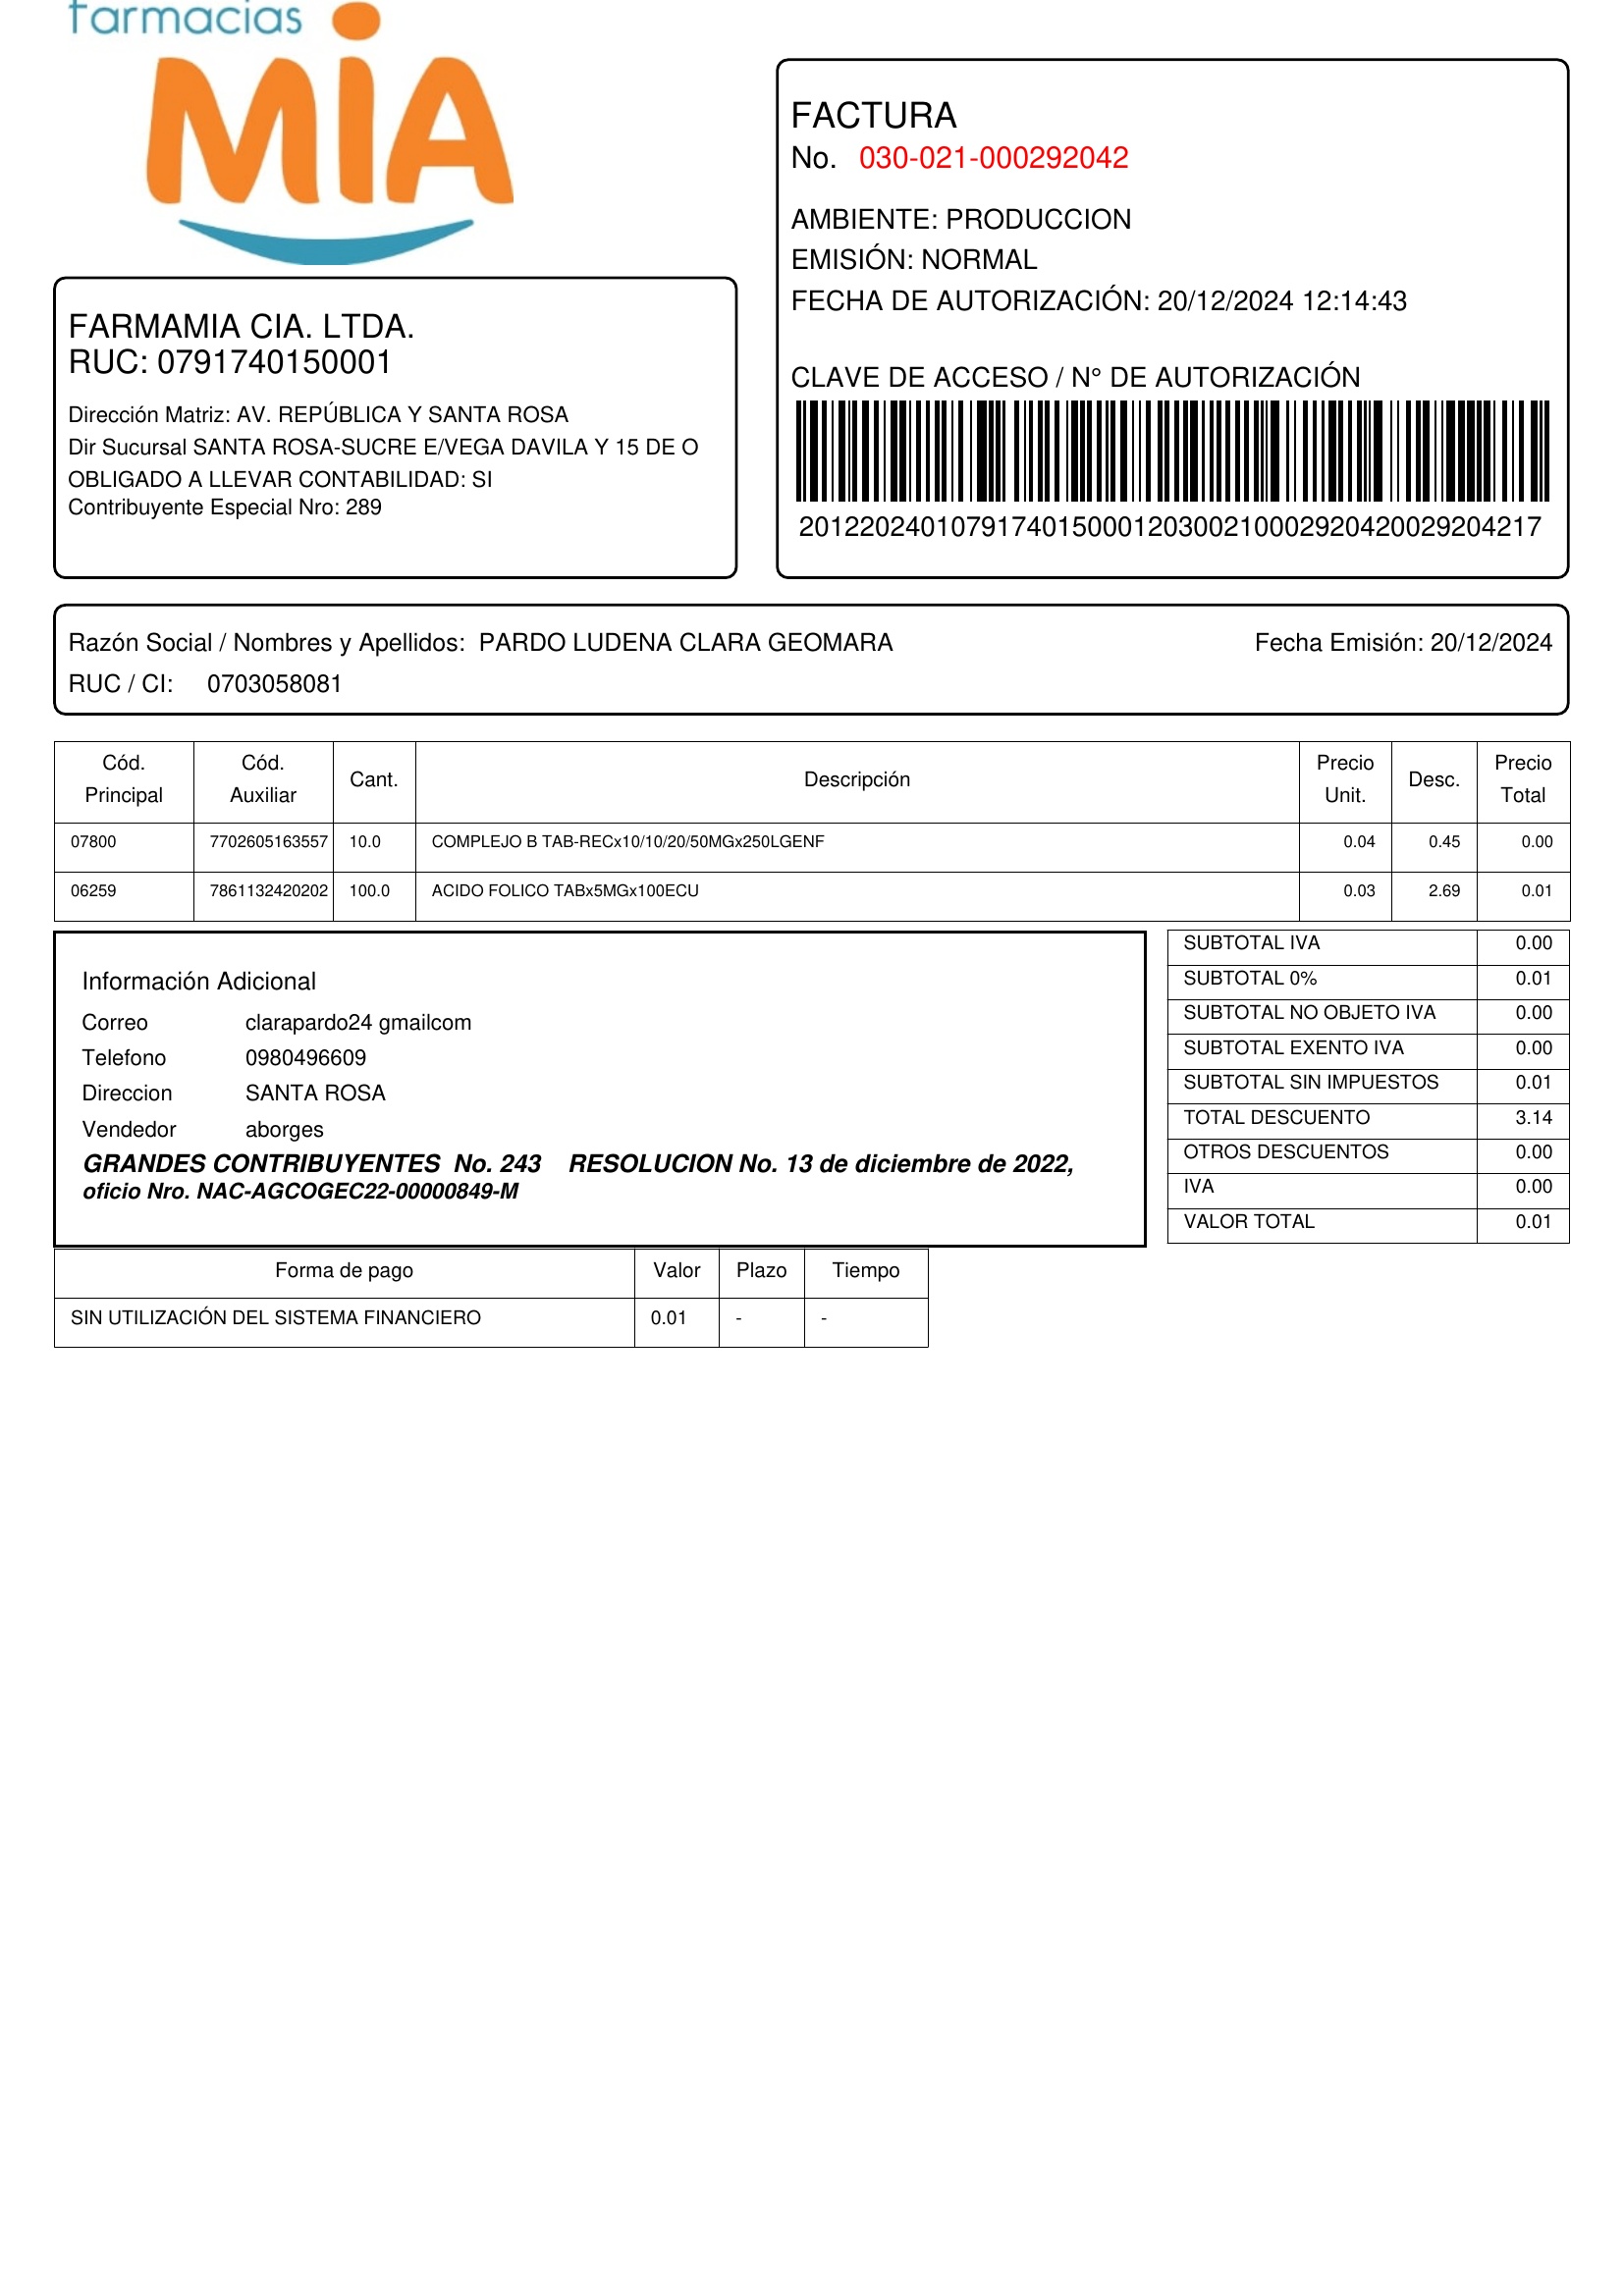 farmacias
MIA
FACTURA
No. 030-021-000292042
AMBIENTE: PRODUCCION
EMISIÓN: NORMAL
FECHA DE AUTORIZACIÓN: 20/12/2024 12:14:43
CLAVE DE ACCESO / N° DE AUTORIZACIÓN
2012202401079174015000120300210002920420029204217
FARMAMIA CIA. LTDA.
RUC: 0791740150001
Dirección Matriz: AV. REPÚBLICA Y SANTA ROSA
Dir Sucursal SANTA ROSA-SUCRE E/VEGA DAVILA Y 15 DE O
OBLIGADO A LLEVAR CONTABILIDAD: SI
Contribuyente Especial Nro: 289
Razón Social / Nombres y Apellidos: PARDO LUDENA CLARA GEOMARA Fecha Emisión: 20/12/2024
RUC / CI: 0703058081
Cód. Principal Cód. Auxiliar Cant. Descripción Precio Unit. Desc. Precio Total
07800 7702605163557 10.0 COMPLEJO B TAB-RECx10/10/20/50MGx250LGENF 0.04 0.45 0.00
06259 7861132420202 100.0 ACIDO FOLICO TABx5MGx100ECU 0.03 2.69 0.01
Información Adicional
Correo clarapardo24 gmailcom
Telefono 0980496609
Direccion SANTA ROSA
Vendedor aborges
GRANDES CONTRIBUYENTES No. 243 RESOLUCION No. 13 de diciembre de 2022,
oficio Nro. NAC-AGCOGEC22-00000849-M
SUBTOTAL IVA 0.00
SUBTOTAL 0% 0.01
SUBTOTAL NO OBJETO IVA 0.00
SUBTOTAL EXENTO IVA 0.00
SUBTOTAL SIN IMPUESTOS 0.01
TOTAL DESCUENTO 3.14
OTROS DESCUENTOS 0.00
IVA 0.00
VALOR TOTAL 0.01
Forma de pago Valor Plazo Tiempo
SIN UTILIZACIÓN DEL SISTEMA FINANCIERO 0.01 - -